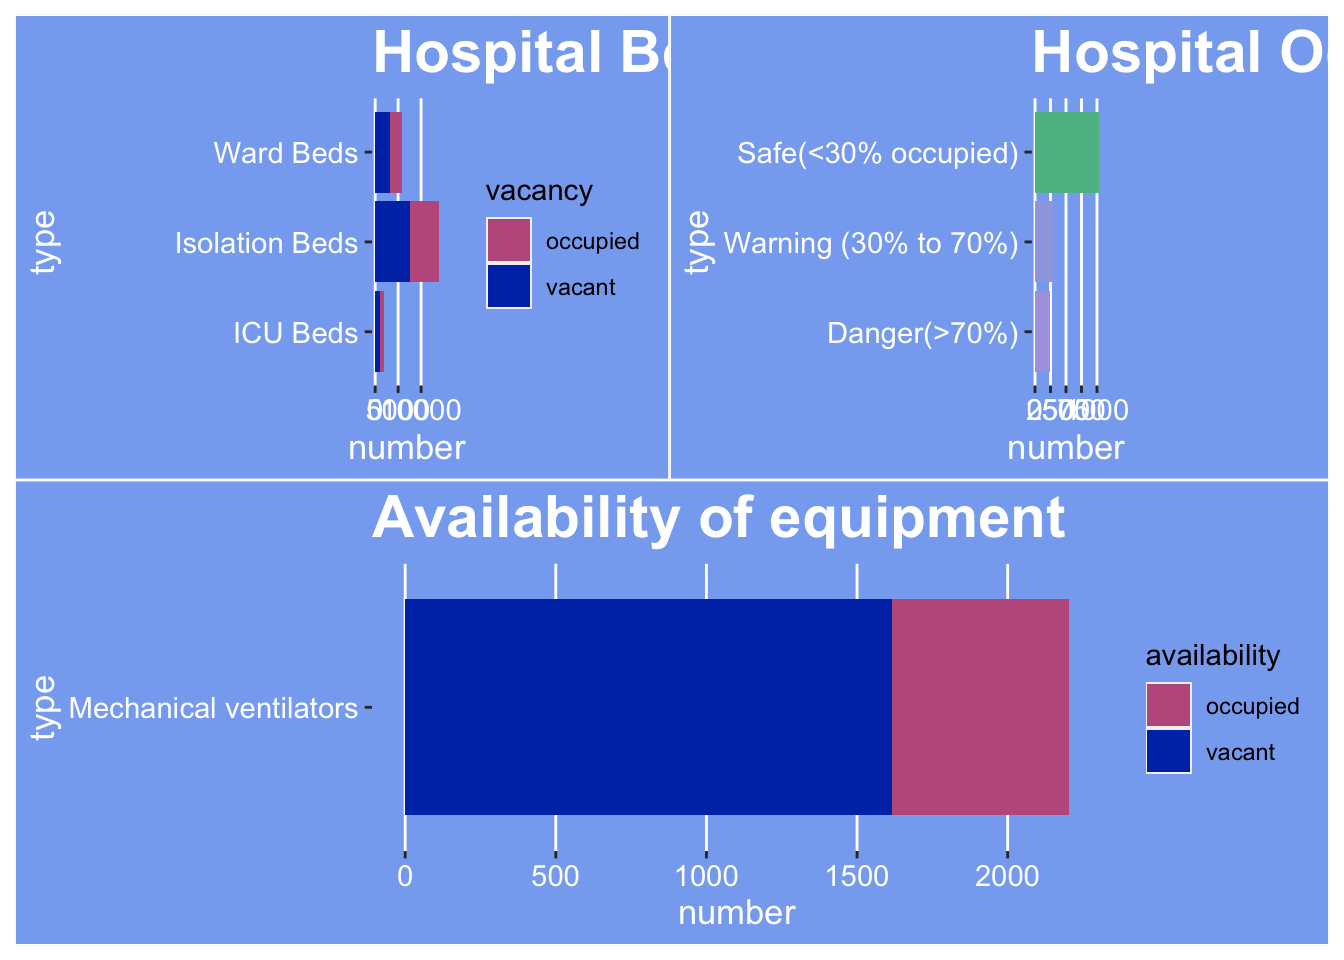 Hospital Be
Ward Beds
Isolation Beds
ICU Beds
type
number
vacancy
occupied
vacant
Hospital O
Safe(<30% occupied)
Warning (30% to 70%)
Danger(>70%)
type
number
Availability of equipment
Mechanical ventilators
type
0 500 1000 1500 2000
number
availability
occupied
vacant